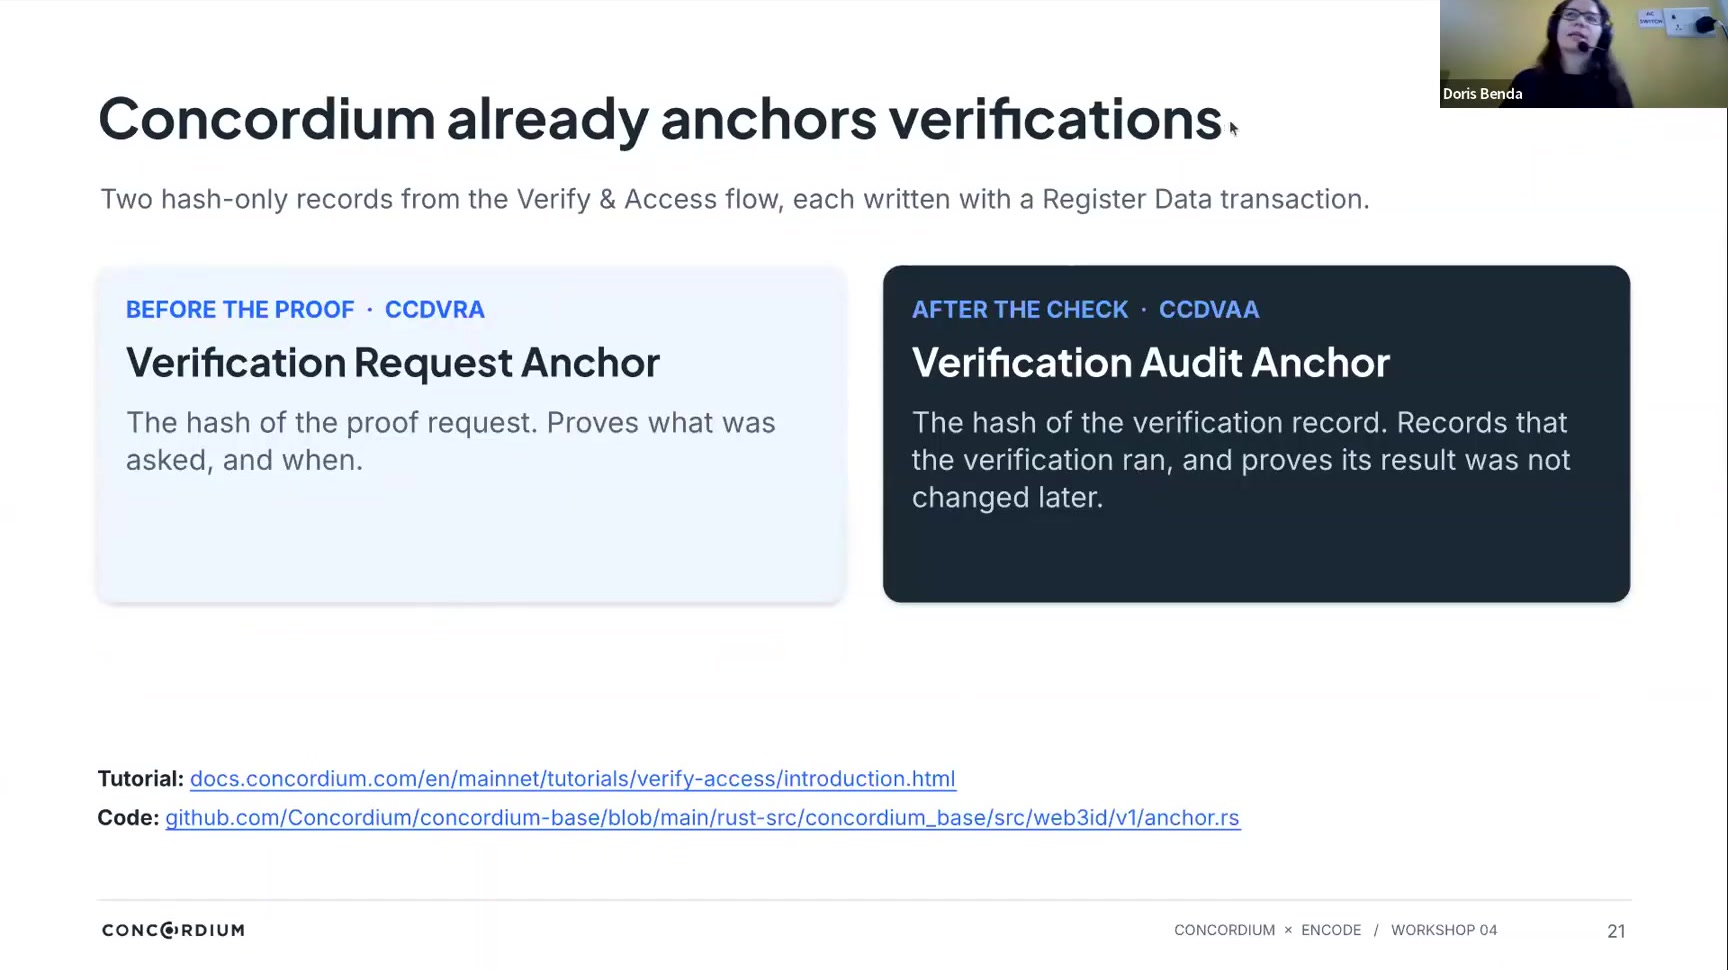 AC
SWITCH
Doris Benda
Concordium already anchors verifications
Two hash-only records from the Verify & Access flow, each written with a Register Data transaction.
BEFORE THE PROOF · CCDVRA
Verification Request Anchor
The hash of the proof request. Proves what was
asked, and when.
AFTER THE CHECK · CCDVAA
Verification Audit Anchor
The hash of the verification record. Records that
the verification ran, and proves its result was not
changed later.
Tutorial: docs.concordium.com/en/mainnet/tutorials/verify-access/introduction.html
Code: github.com/Concordium/concordium-base/blob/main/rust-src/concordium_base/src/web3id/v1/anchor.rs
CONCORDIUM
CONCORDIUM × ENCODE / WORKSHOP 04
21